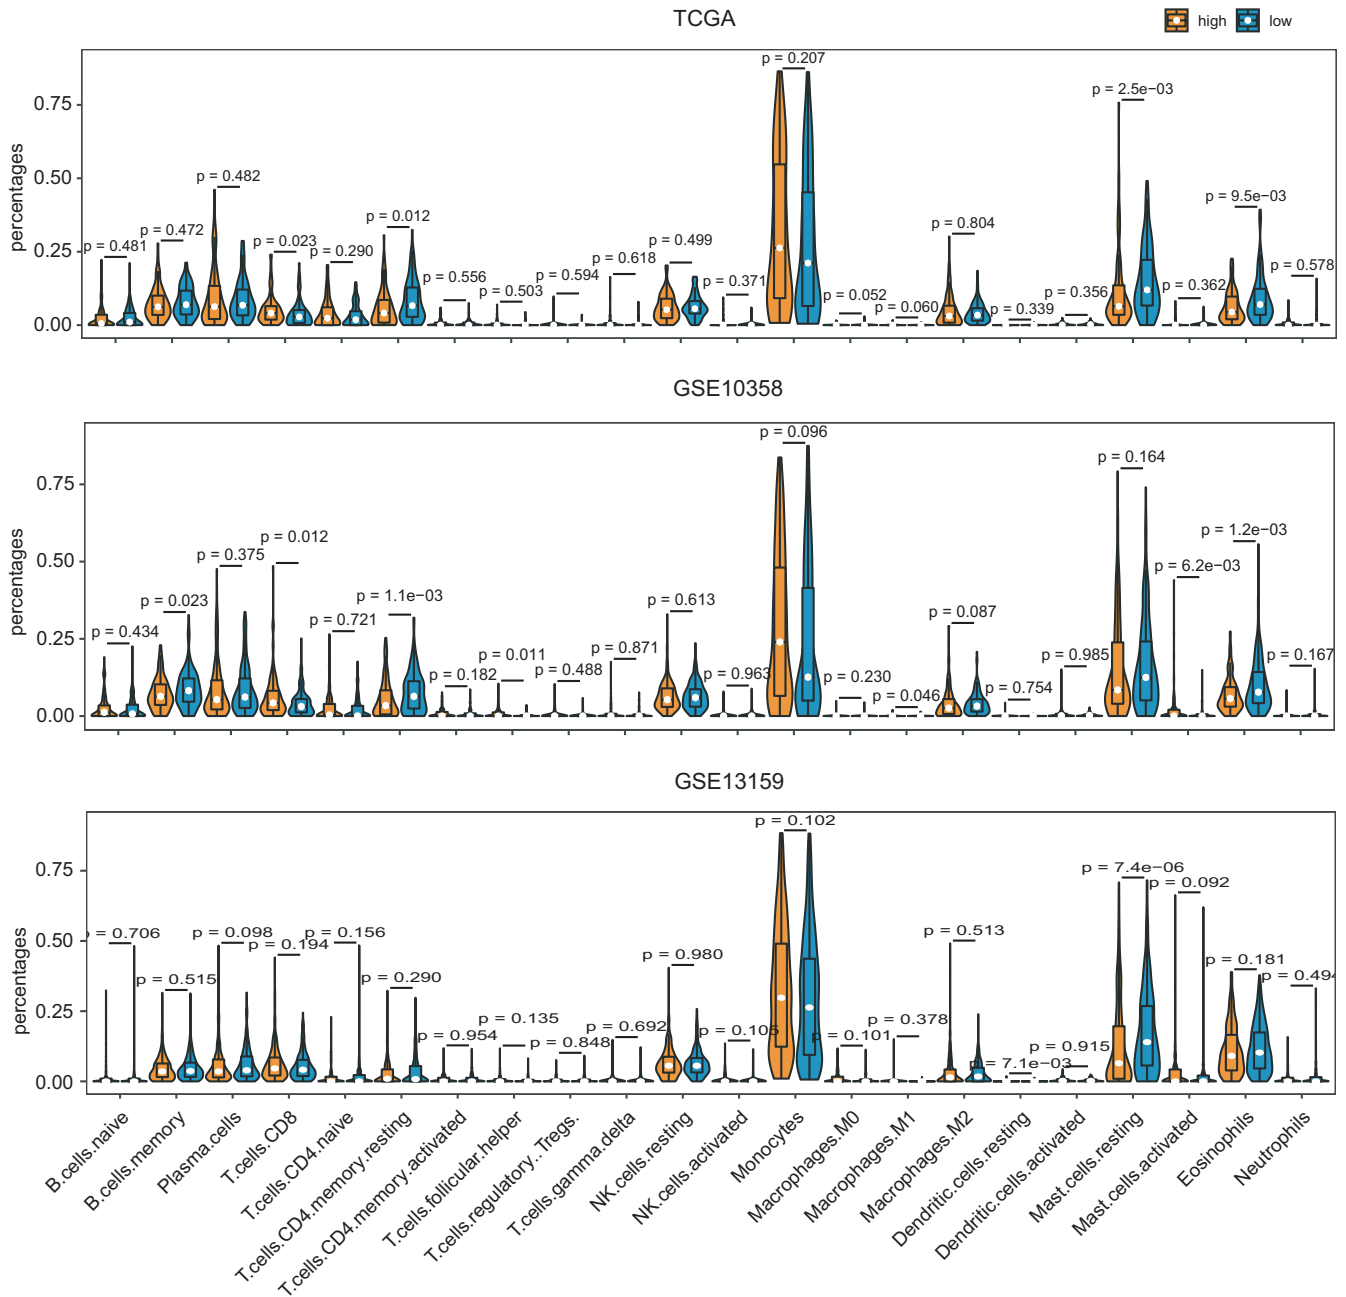 TCGA
high low
percentages
0.75
0.50
0.25
0.00
p = 0.481
p = 0.472
p = 0.482
p = 0.023
p = 0.290
p = 0.012
p = 0.556
p = 0.503
p = 0.594
p = 0.618
p = 0.499
p = 0.371
p = 0.207
p = 0.052
p = 0.060
p = 0.804
p = 0.339
p = 0.356
p = 2.5e−03
p = 0.362
p = 9.5e−03
p = 0.578
GSE10358
percentages
0.75
0.50
0.25
0.00
p = 0.434
p = 0.023
p = 0.375
p = 0.012
p = 0.721
p = 1.1e−03
p = 0.182
p = 0.011
p = 0.488
p = 0.871
p = 0.613
p = 0.963
p = 0.096
p = 0.230
p = 0.046
p = 0.087
p = 0.754
p = 0.985
p = 0.164
p = 6.2e−03
p = 1.2e−03
p = 0.167
GSE13159
percentages
0.75
0.50
0.25
0.00
= 0.706
p = 0.515
p = 0.098
p = 0.194
p = 0.156
p = 0.290
p = 0.954
p = 0.135
p = 0.848
p = 0.692
p = 0.980
p = 0.105
p = 0.102
p = 0.101
p = 0.378
p = 0.513
p = 7.1e−03
p = 0.915
p = 7.4e−06
p = 0.092
p = 0.181
p = 0.494
B.cells.naive
B.cells.memory
Plasma.cells
T.cells.CD8
T.cells.CD4.naive
T.cells.CD4.memory.resting
T.cells.CD4.memory.activated
T.cells.follicular.helper
T.cells.regulatory..Tregs.
T.cells.gamma.delta
NK.cells.resting
NK.cells.activated
Monocytes
Macrophages.M0
Macrophages.M1
Macrophages.M2
Dendritic.cells.resting
Dendritic.cells.activated
Mast.cells.resting
Mast.cells.activated
Eosinophils
Neutrophils